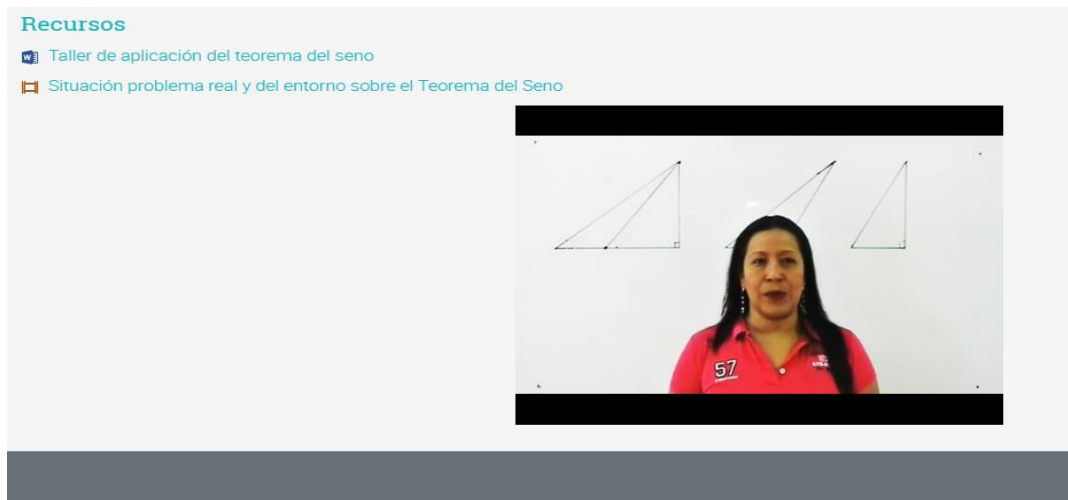 Recursos
Taller de aplicación del teorema del seno
Situación problema real y del entorno sobre el Teorema del Seno
57